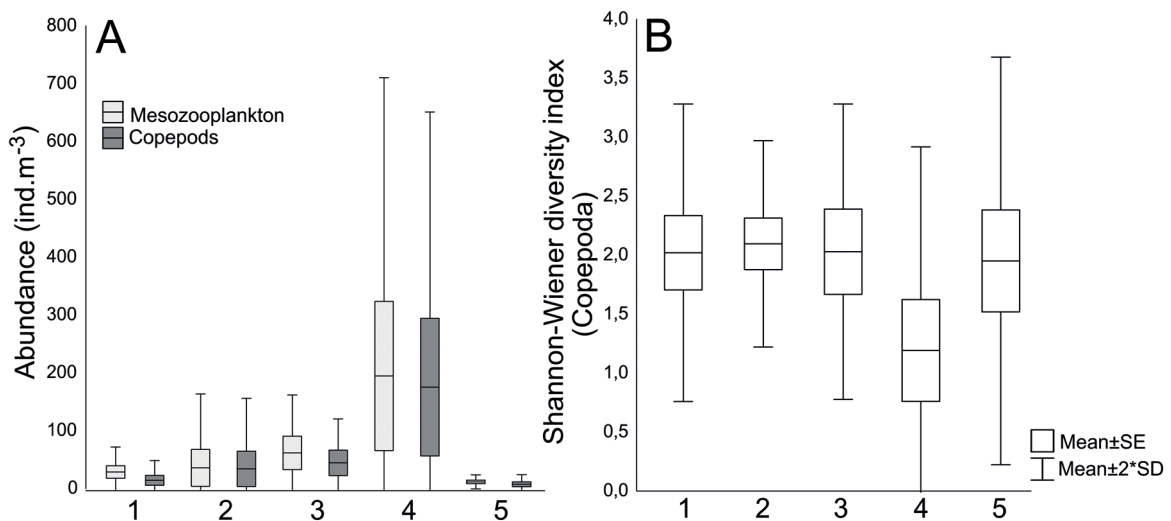 A
Abundance (ind.m-3)
800
700
600
500
400
300
200
100
0
Mesozooplankton
Copepods
1 2 3 4 5
B
Shannon-Wiener diversity index
(Copepoda)
4,0
3,5
3,0
2,5
2,0
1,5
1,0
0,5
0,0
1 2 3 4 5
Mean±SE
Mean±2*SD